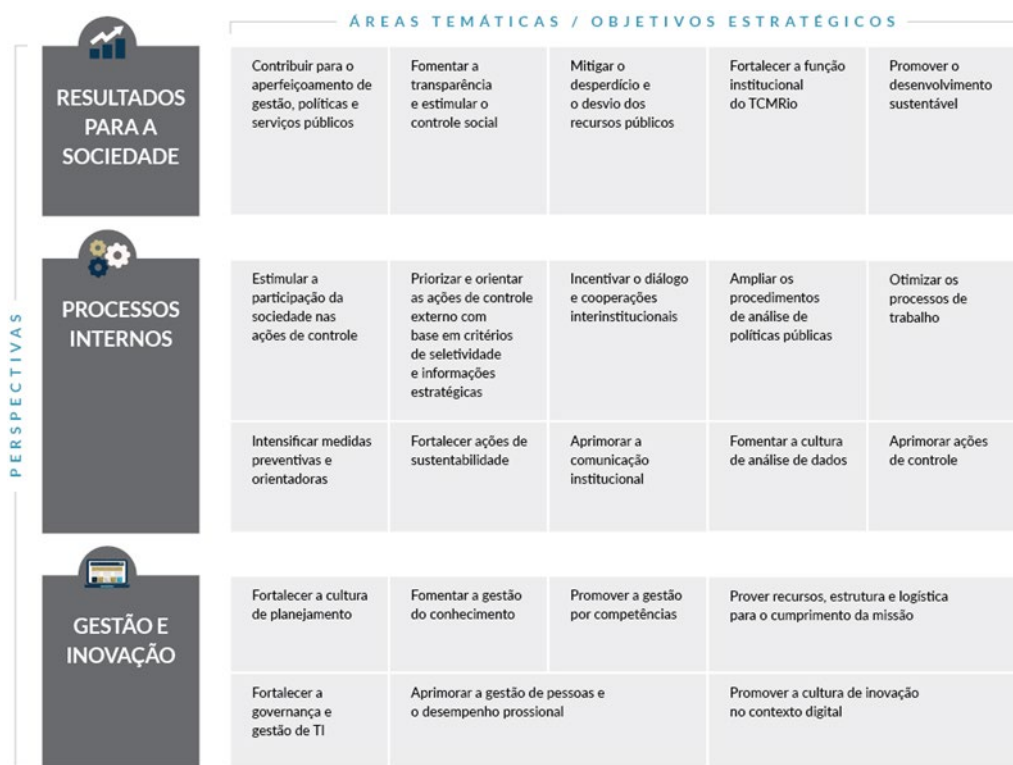 ÁREAS TEMÁTICAS / OBJETIVOS ESTRATÉGICOS
PERSPECTIVAS
RESULTADOS
PARA A
SOCIEDADE
Contribuir para o
aperfeiçoamento de
gestão, políticas e
serviços públicos
Fomentar a
transparência
e estimular o
controle social
Mitigar o
desperdício e
o desvio dos
recursos públicos
Fortalecer a função
institucional
do TCMRio
Promover o
desenvolvimento
sustentável
PROCESSOS
INTERNOS
Estimular a
participação da
sociedade nas
ações de controle
Priorizar e orientar
as ações de controle
externo com
base em critérios
de seletividade
e informações
estratégicas
Incentivar o diálogo
e cooperações
interinstitucionais
Ampliar os
procedimentos
de análise de
políticas públicas
Otimizar os
processos de
trabalho
Intensificar medidas
preventivas e
orientadoras
Fortalecer ações de
sustentabilidade
Aprimorar a
comunicação
institucional
Fomentar a cultura
de análise de dados
Aprimorar ações
de controle
GESTÃO E
INOVAÇÃO
Fortalecer a cultura
de planejamento
Fomentar a gestão
do conhecimento
Promover a gestão
por competências
Prover recursos, estrutura e logística
para o cumprimento da missão
Fortalecer a
governança e
gestão de TI
Aprimorar a gestão de pessoas e
o desempenho prossional
Promover a cultura de inovação
no contexto digital